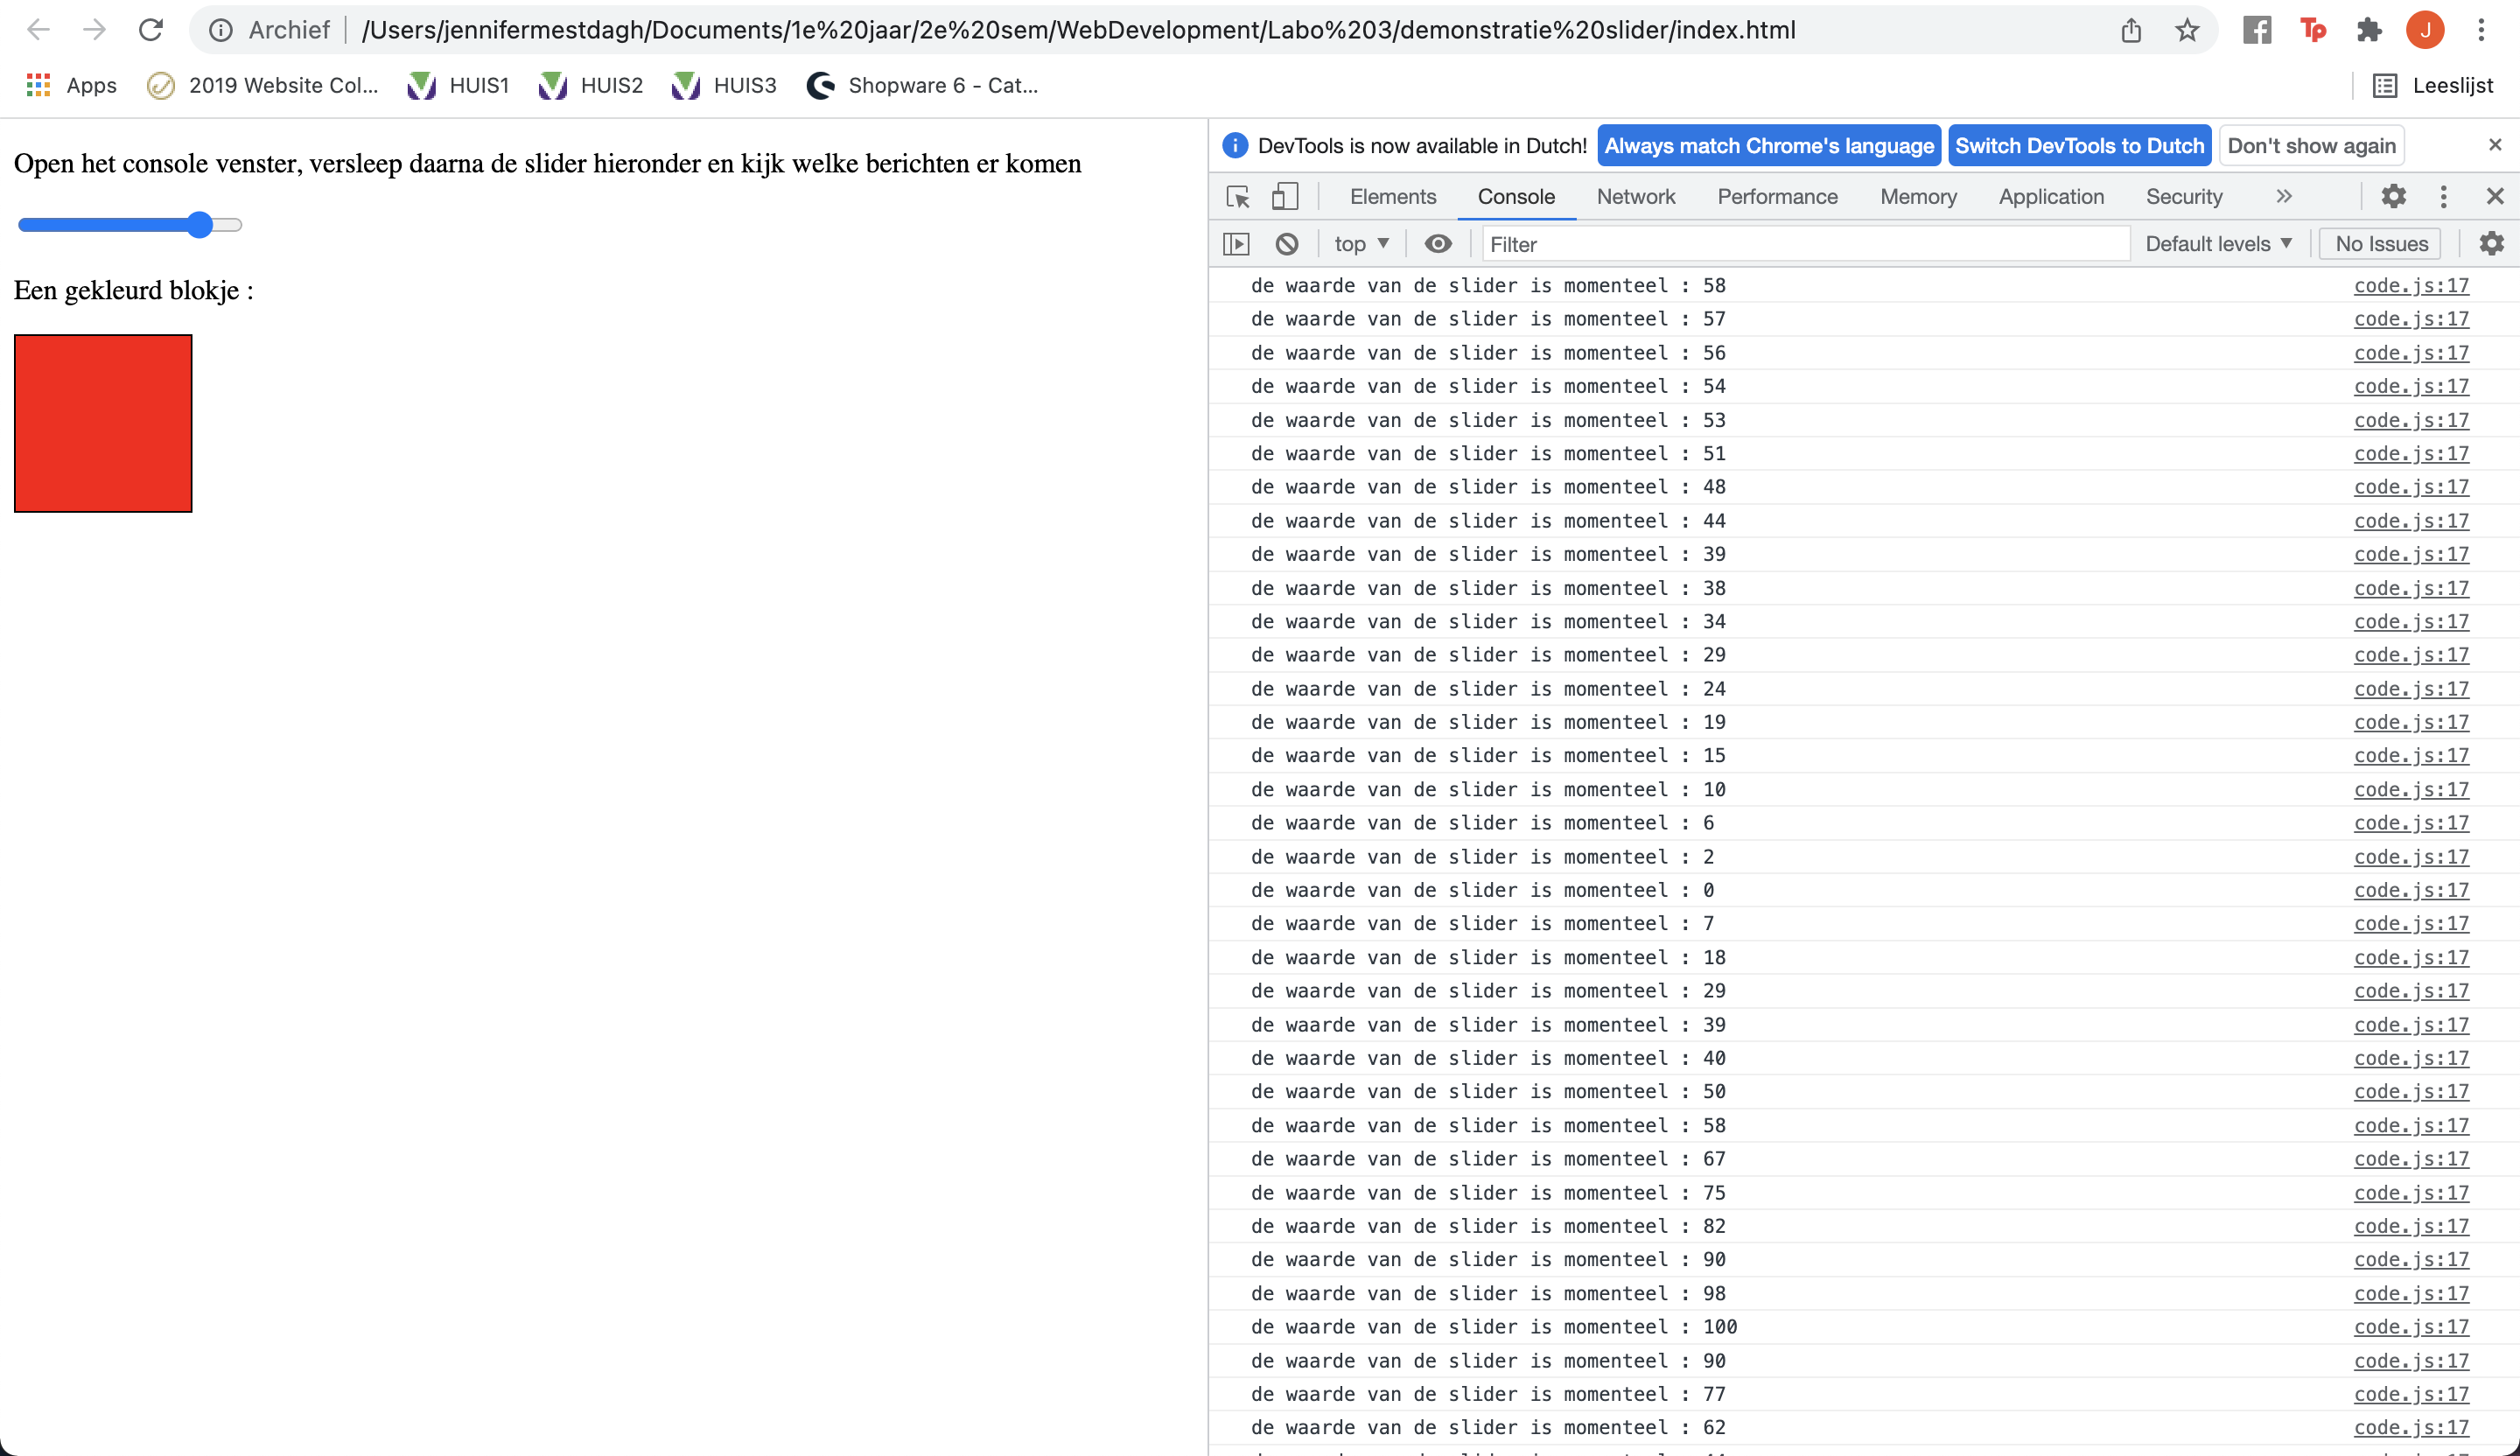 Archief /Users/jennifermestdagh/Documents/1e%20jaar/2e%20sem/WebDevelopment/Labo%203/demonstratie%20slider/index.html Tp J
Apps 2019 Website Col... HUIS1 HUIS2 HUIS3 Shopware 6 - Cat... Leeslijst
Open het console venster, versleep daarna de slider hieronder en kijk welke berichten er komen
Een gekleurd blokje :
DevTools is now available in Dutch! Always match Chrome's language Switch DevTools to Dutch Don't show again
Elements Console Network Performance Memory Application Security
top Filter Default levels No Issues
de waarde van de slider is momenteel : 58 code.js:17
de waarde van de slider is momenteel : 57 code.js:17
de waarde van de slider is momenteel : 56 code.js:17
de waarde van de slider is momenteel : 54 code.js:17
de waarde van de slider is momenteel : 53 code.js:17
de waarde van de slider is momenteel : 51 code.js:17
de waarde van de slider is momenteel : 48 code.js:17
de waarde van de slider is momenteel : 44 code.js:17
de waarde van de slider is momenteel : 39 code.js:17
de waarde van de slider is momenteel : 38 code.js:17
de waarde van de slider is momenteel : 34 code.js:17
de waarde van de slider is momenteel : 29 code.js:17
de waarde van de slider is momenteel : 24 code.js:17
de waarde van de slider is momenteel : 19 code.js:17
de waarde van de slider is momenteel : 15 code.js:17
de waarde van de slider is momenteel : 10 code.js:17
de waarde van de slider is momenteel : 6 code.js:17
de waarde van de slider is momenteel : 2 code.js:17
de waarde van de slider is momenteel : 0 code.js:17
de waarde van de slider is momenteel : 7 code.js:17
de waarde van de slider is momenteel : 18 code.js:17
de waarde van de slider is momenteel : 29 code.js:17
de waarde van de slider is momenteel : 39 code.js:17
de waarde van de slider is momenteel : 40 code.js:17
de waarde van de slider is momenteel : 50 code.js:17
de waarde van de slider is momenteel : 58 code.js:17
de waarde van de slider is momenteel : 67 code.js:17
de waarde van de slider is momenteel : 75 code.js:17
de waarde van de slider is momenteel : 82 code.js:17
de waarde van de slider is momenteel : 90 code.js:17
de waarde van de slider is momenteel : 98 code.js:17
de waarde van de slider is momenteel : 100 code.js:17
de waarde van de slider is momenteel : 90 code.js:17
de waarde van de slider is momenteel : 77 code.js:17
de waarde van de slider is momenteel : 62 code.js:17